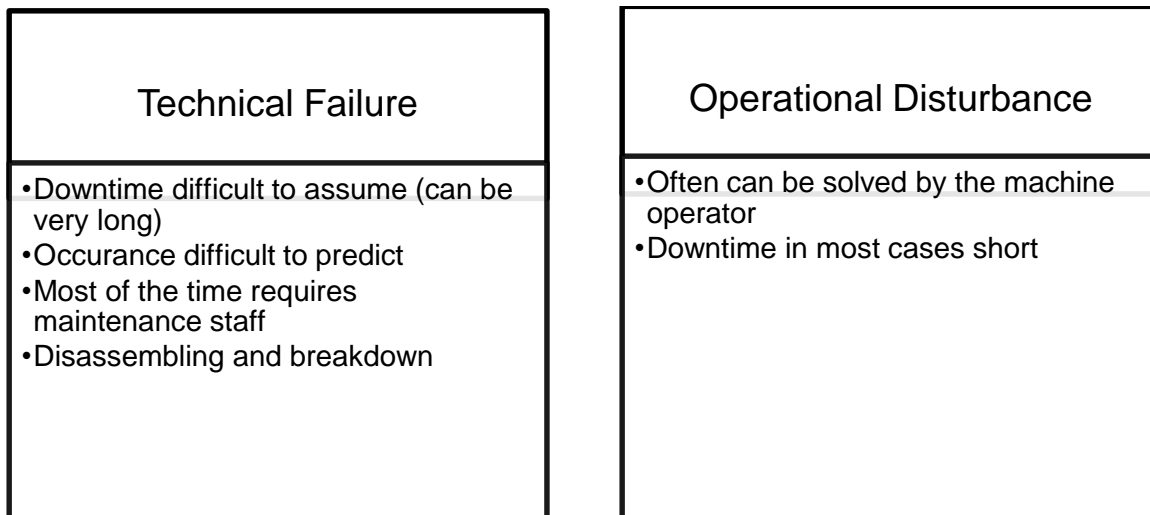 Technical Failure
•Downtime difficult to assume (can be
very long)
•Occurance difficult to predict
•Most of the time requires
maintenance staff
•Disassembling and breakdown
Operational Disturbance
•Often can be solved by the machine
operator
•Downtime in most cases short